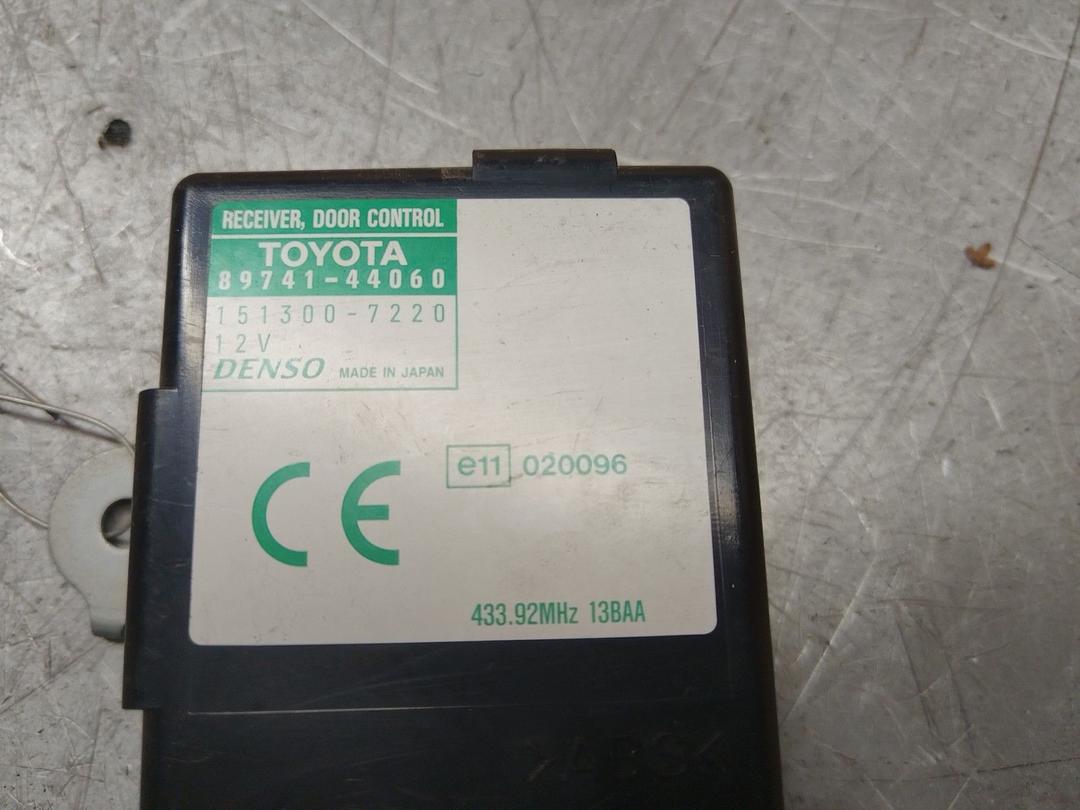 RECEIVER, DOOR CONTROL
TOYOTA
89741-44060
151300-7220
12V
DENSO MADE IN JAPAN
CE
e11 020096
433.92MHz 13BAA
>ABS<